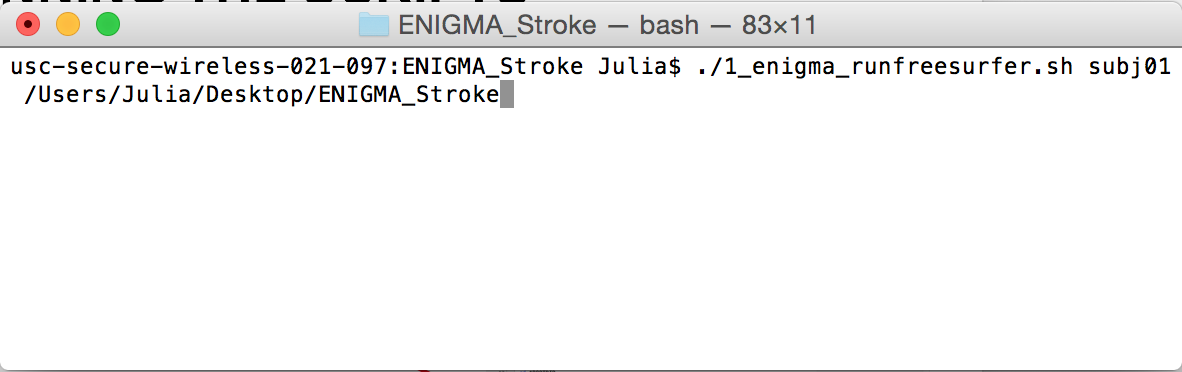 ENIGMA_Stroke — bash — 83×11
usc-secure-wireless-021-097:ENIGMA_Stroke Julia$ ./1_enigma_runfreesurfer.sh subj01
/Users/Julia/Desktop/ENIGMA_Stroke